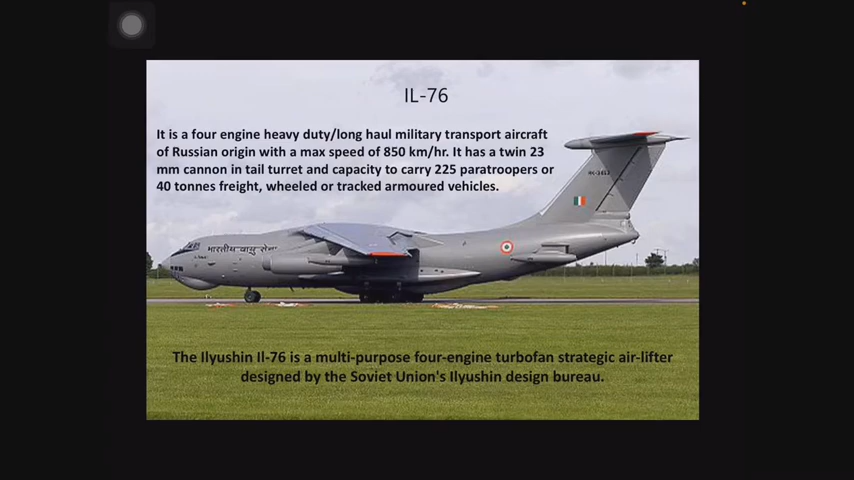 IL-76
It is a four engine heavy duty/long haul military transport aircraft
of Russian origin with a max speed of 850 km/hr. It has a twin 23
mm cannon in tail turret and capacity to carry 225 paratroopers or
40 tonnes freight, wheeled or tracked armoured vehicles.
भारतीय वायु सेना
The Ilyushin Il-76 is a multi-purpose four-engine turbofan strategic air-lifter
designed by the Soviet Union's Ilyushin design bureau.